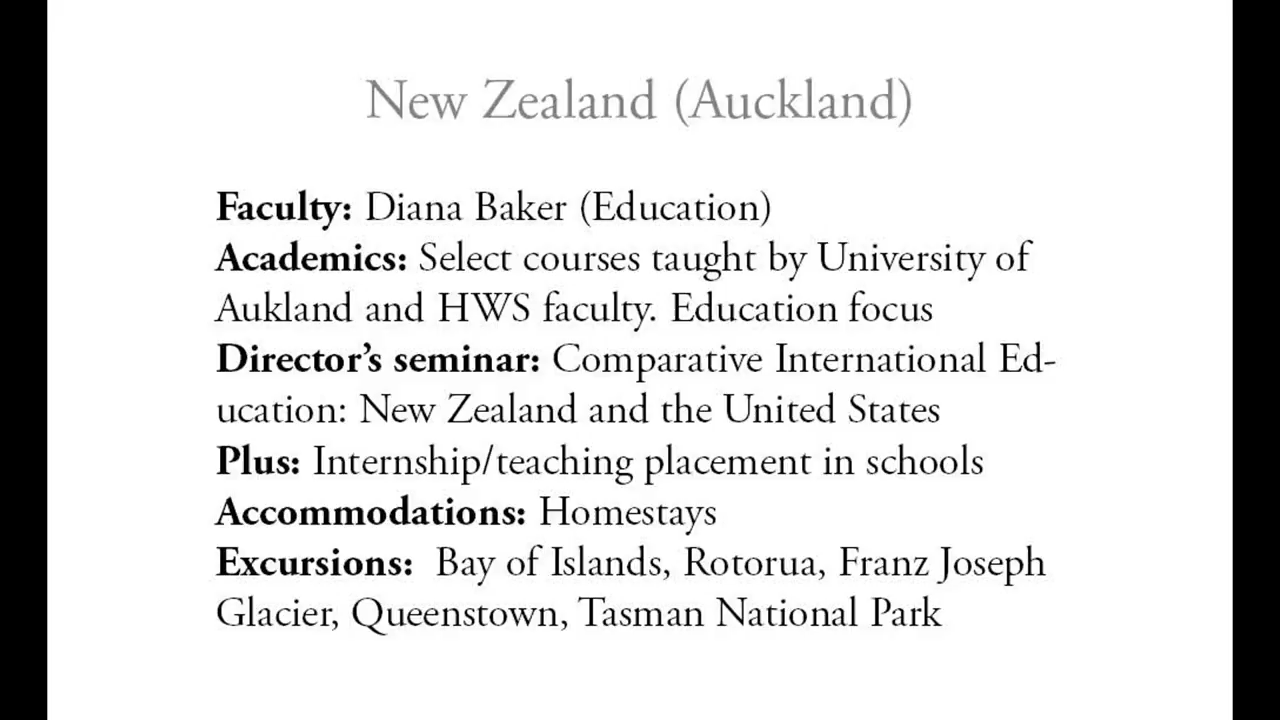 New Zealand (Auckland)
Faculty: Diana Baker (Education)
Academics: Select courses taught by University of
Aukland and HWS faculty. Education focus
Director's seminar: Comparative International Ed-
ucation: New Zealand and the United States
Plus: Internship/teaching placement in schools
Accommodations: Homestays
Excursions:  Bay of Islands, Rotorua, Franz Joseph
Glacier, Queenstown, Tasman National Park